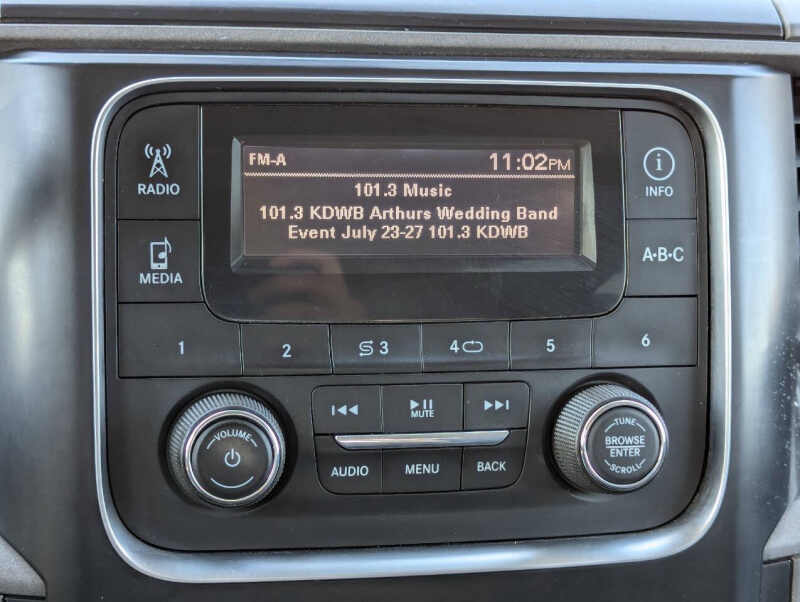 FM-A 11:02PM
101.3 Music
101.3 KDWB Arthurs Wedding Band
Event July 23-27 101.3 KDWB
RADIO
INFO
MEDIA
A·B·C
1 2 3 4 5 6
MUTE
VOLUME
TUNE
BROWSE
ENTER
SCROLL
AUDIO MENU BACK